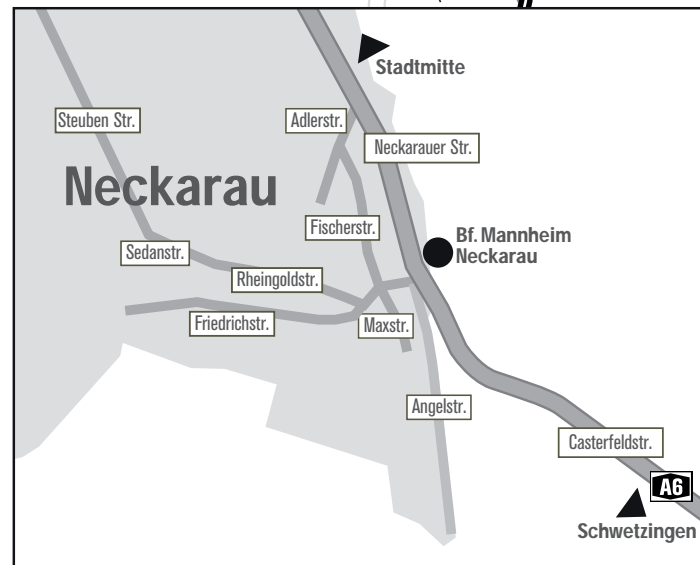 Stadtmitte
Steuben Str.
Adlerstr.
Neckarauer Str.
Neckarau
Fischerstr.
Bf. Mannheim
Neckarau
Sedanstr.
Rheingoldstr.
Friedrichstr.
Maxstr.
Angelstr.
Casterfeldstr.
A6
Schwetzingen